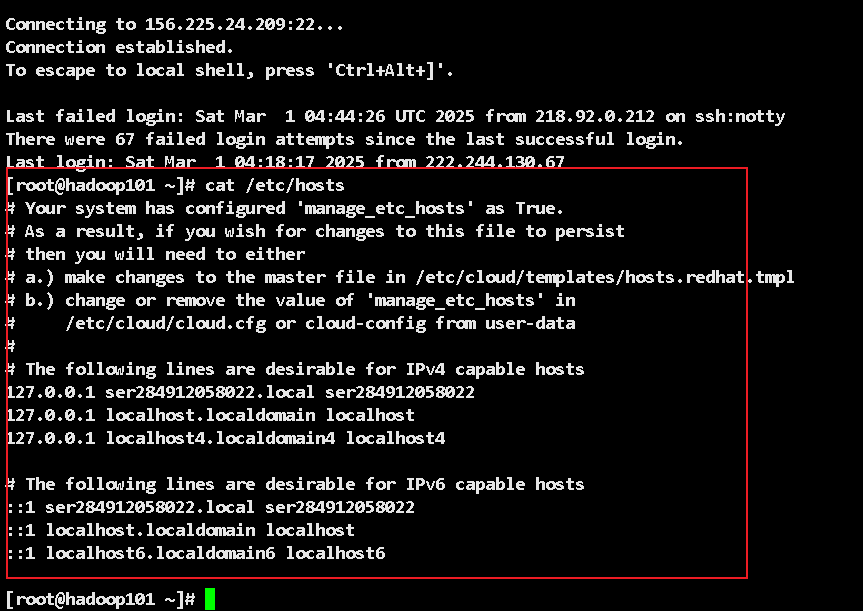 Connecting to 156.225.24.209:22...
Connection established.
To escape to local shell, press 'Ctrl+Alt+]'.
Last failed login: Sat Mar  1 04:44:26 UTC 2025 from 218.92.0.212 on ssh:notty
There were 67 failed login attempts since the last successful login.
Last login: Sat Mar  1 04:18:17 2025 from 222.244.130.67
[root@hadoop101 ~]# cat /etc/hosts
# Your system has configured 'manage_etc_hosts' as True.
# As a result, if you wish for changes to this file to persist
# then you will need to either
# a.) make changes to the master file in /etc/cloud/templates/hosts.redhat.tmpl
# b.) change or remove the value of 'manage_etc_hosts' in
#     /etc/cloud/cloud.cfg or cloud-config from user-data
#
# The following lines are desirable for IPv4 capable hosts
127.0.0.1 ser284912058022.local ser284912058022
127.0.0.1 localhost.localdomain localhost
127.0.0.1 localhost4.localdomain4 localhost4
# The following lines are desirable for IPv6 capable hosts
::1 ser284912058022.local ser284912058022
::1 localhost.localdomain localhost
::1 localhost6.localdomain6 localhost6
[root@hadoop101 ~]#